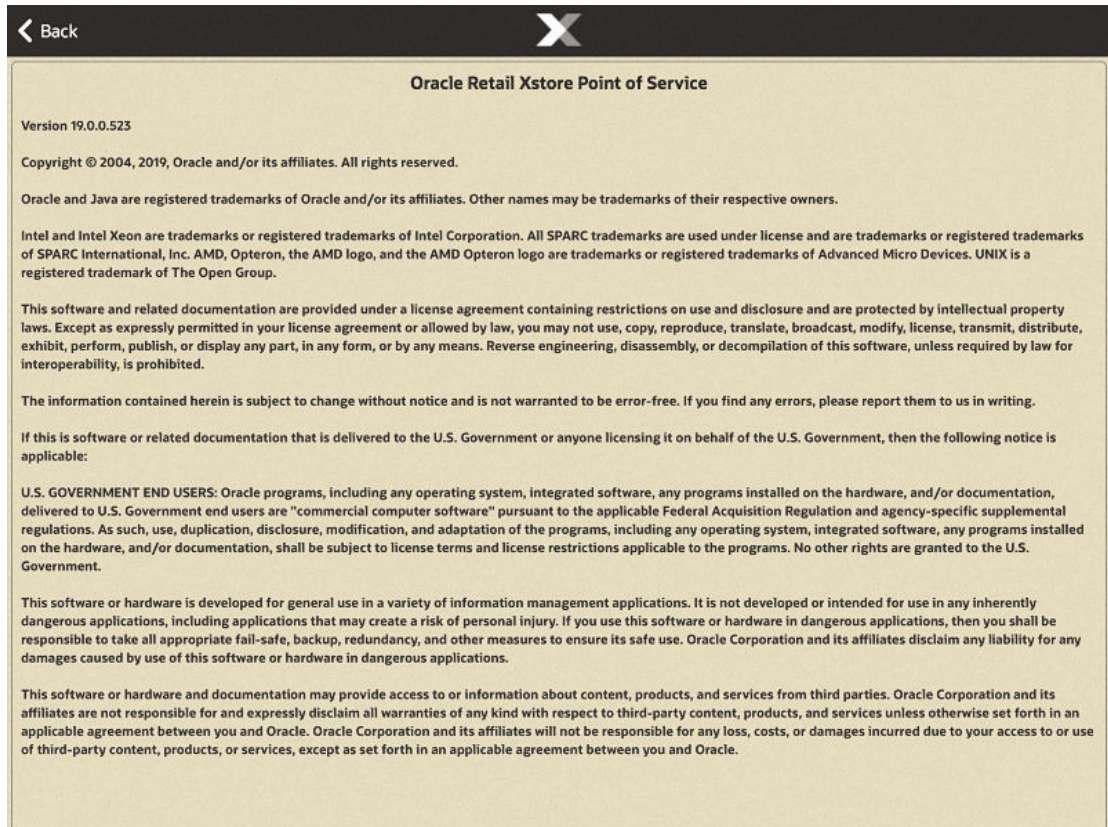 Back
Oracle Retail Xstore Point of Service
Version 19.0.0.523
Copyright © 2004, 2019, Oracle and/or its affiliates. All rights reserved.
Oracle and Java are registered trademarks of Oracle and/or its affiliates. Other names may be trademarks of their respective owners.
Intel and Intel Xeon are trademarks or registered trademarks of Intel Corporation. All SPARC trademarks are used under license and are trademarks or registered trademarks
of SPARC International, Inc. AMD, Opteron, the AMD logo, and the AMD Opteron logo are trademarks or registered trademarks of Advanced Micro Devices. UNIX is a
registered trademark of The Open Group.
This software and related documentation are provided under a license agreement containing restrictions on use and disclosure and are protected by intellectual property
laws. Except as expressly permitted in your license agreement or allowed by law, you may not use, copy, reproduce, translate, broadcast, modify, license, transmit, distribute,
exhibit, perform, publish, or display any part, in any form, or by any means. Reverse engineering, disassembly, or decompilation of this software, unless required by law for
interoperability, is prohibited.
The information contained herein is subject to change without notice and is not warranted to be error-free. If you find any errors, please report them to us in writing.
If this is software or related documentation that is delivered to the U.S. Government or anyone licensing it on behalf of the U.S. Government, then the following notice is
applicable:
U.S. GOVERNMENT END USERS: Oracle programs, including any operating system, integrated software, any programs installed on the hardware, and/or documentation,
delivered to U.S. Government end users are "commercial computer software" pursuant to the applicable Federal Acquisition Regulation and agency-specific supplemental
regulations. As such, use, duplication, disclosure, modification, and adaptation of the programs, including any operating system, integrated software, any programs installed
on the hardware, and/or documentation, shall be subject to license terms and license restrictions applicable to the programs. No other rights are granted to the U.S.
Government.
This software or hardware is developed for general use in a variety of information management applications. It is not developed or intended for use in any inherently
dangerous applications, including applications that may create a risk of personal injury. If you use this software or hardware in dangerous applications, then you shall be
responsible to take all appropriate fail-safe, backup, redundancy, and other measures to ensure its safe use. Oracle Corporation and its affiliates disclaim any liability for any
damages caused by use of this software or hardware in dangerous applications.
This software or hardware and documentation may provide access to or information about content, products, and services from third parties. Oracle Corporation and its
affiliates are not responsible for and expressly disclaim all warranties of any kind with respect to third-party content, products, and services unless otherwise set forth in an
applicable agreement between you and Oracle. Oracle Corporation and its affiliates will not be responsible for any loss, costs, or damages incurred due to your access to or use
of third-party content, products, or services, except as set forth in an applicable agreement between you and Oracle.